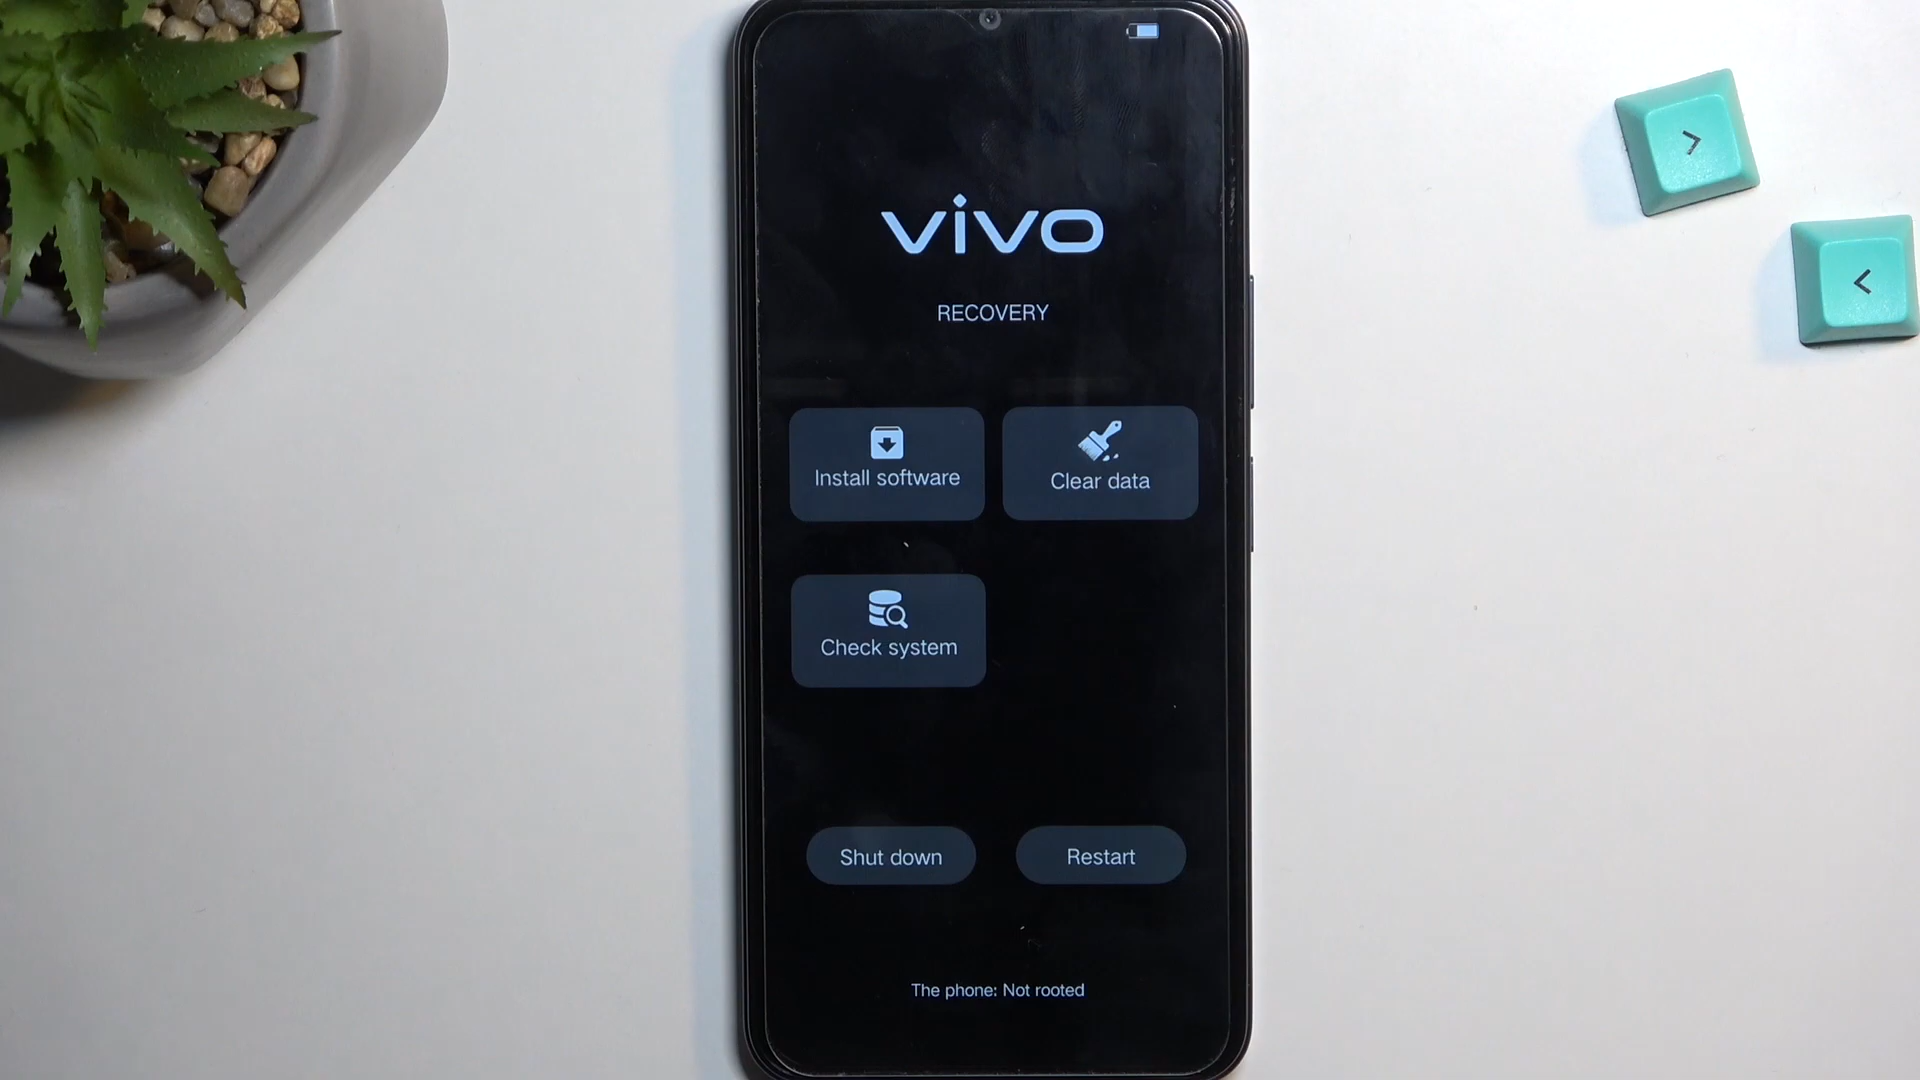 vivo
RECOVERY
Install software
Clear data
Check system
Shut down
Restart
The phone: Not rooted
>
<